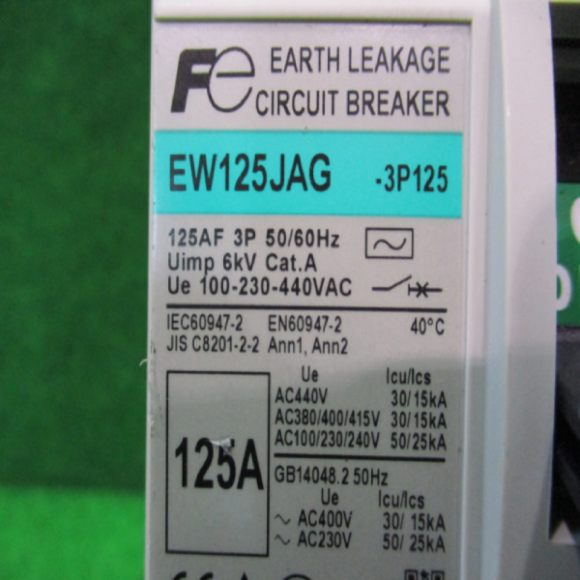 Fe EARTH LEAKAGE
CIRCUIT BREAKER
EW125JAG -3P125
125AF 3P 50/60Hz
Uimp 6kV Cat.A
Ue 100-230-440VAC
IEC60947-2 EN60947-2 40°C
JIS C8201-2-2 Ann1, Ann2
Ue Icu/Ics
AC440V 30/15kA
AC380/400/415V 30/15kA
AC100/230/240V 50/25kA
125A
GB14048.2 50Hz
Ue Icu/Ics
~ AC400V 30/ 15kA
~ AC230V 50/ 25kA